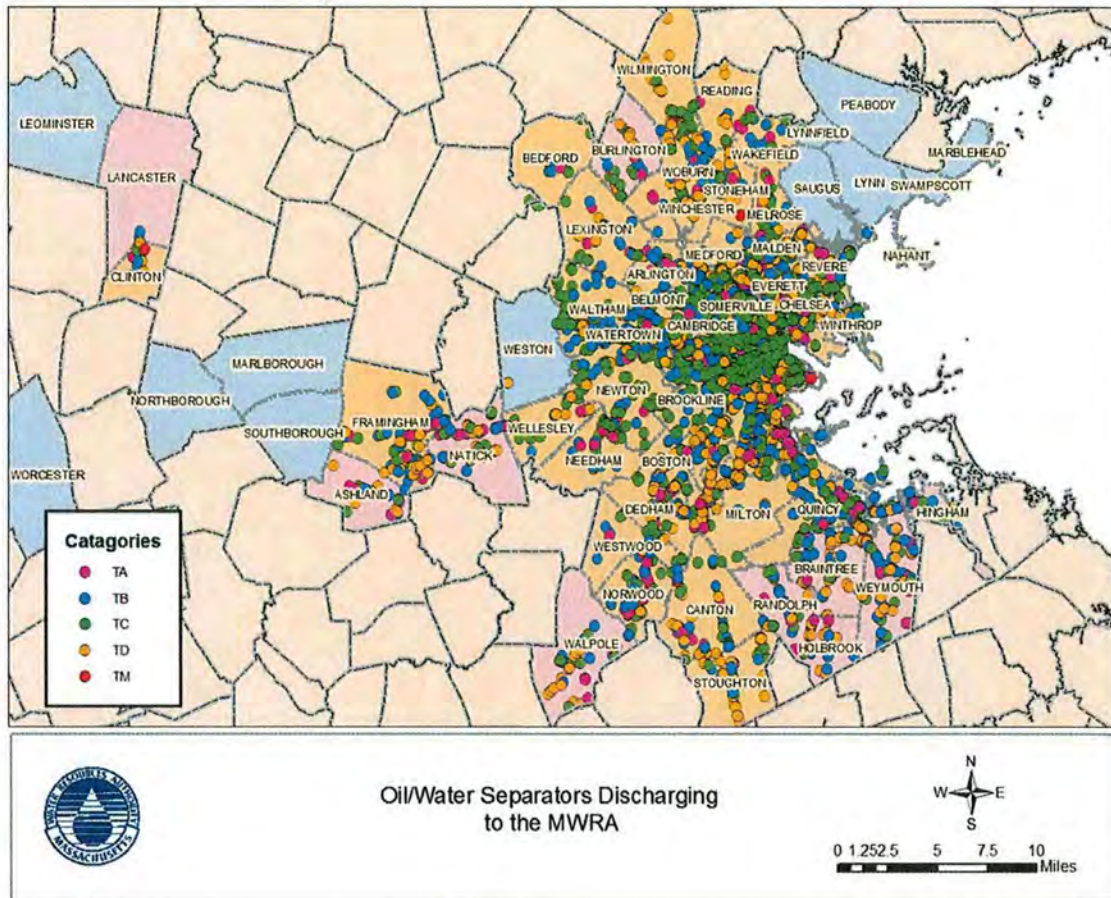 WILMINGTON
READING
PEABODY
LEOMINSTER
LYNNFIELD
MARBLEHEAD
BURLINGTON
BEDFORD
WAKEFIELD
LANCASTER
WOBURN
STONEHAM
SAUGUS
LYNN
SWAMPSCOTT
WINCHESTER
MELROSE
LEXINGTON
MEDFORD
MALDEN
NAHANT
CLINTON
ARLINGTON
REVERE
EVERETT
BELMONT
SOMERVILLE
CHELSEA
WALTHAM
CAMBRIDGE
WINTHROP
WATERTOWN
WESTON
MARLBOROUGH
NEWTON
NORTHBOROUGH
BROOKLINE
FRAMINGHAM
WELLESLEY
SOUTHBOROUGH
NATICK
NEEDHAM
BOSTON
WORCESTER
ASHLAND
DEDHAM
MILTON
QUINCY
HINGHAM
WESTWOOD
BRAINTREE
WEYMOUTH
NORWOOD
CANTON
RANDOLPH
WALPOLE
HOLBROOK
STOUGHTON
Catagories
TA
TB
TC
TD
TM
WATER RESOURCES AUTHORITY
MASSACHUSETTS
Oil/Water Separators Discharging
to the MWRA
N
W E
S
0 1.252.5 5 7.5 10
Miles